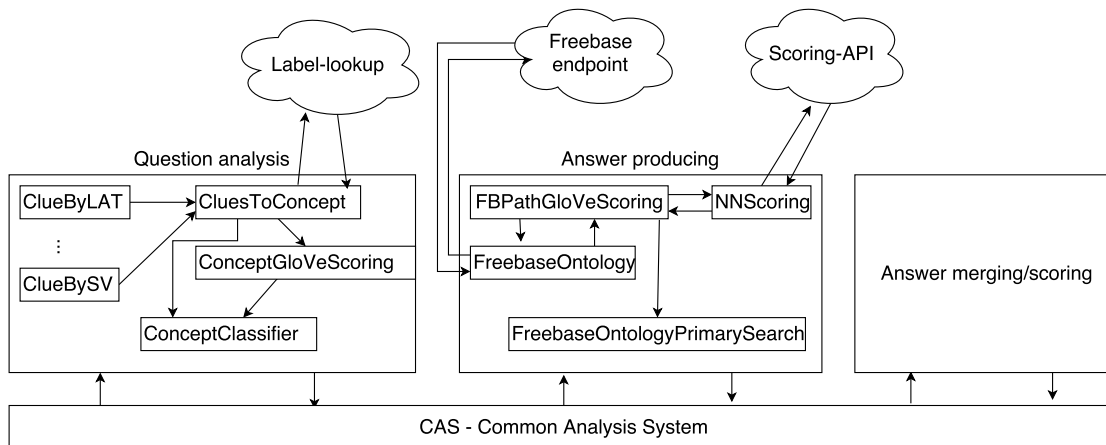 Label-lookup
Freebase
endpoint
Scoring-API
Question analysis
Answer producing
ClueByLAT
CluesToConcept
FBPathGloVeScoring
NNScoring
...
ConceptGloVeScoring
FreebaseOntology
ClueBySV
Answer merging/scoring
ConceptClassifier
FreebaseOntologyPrimarySearch
CAS - Common Analysis System